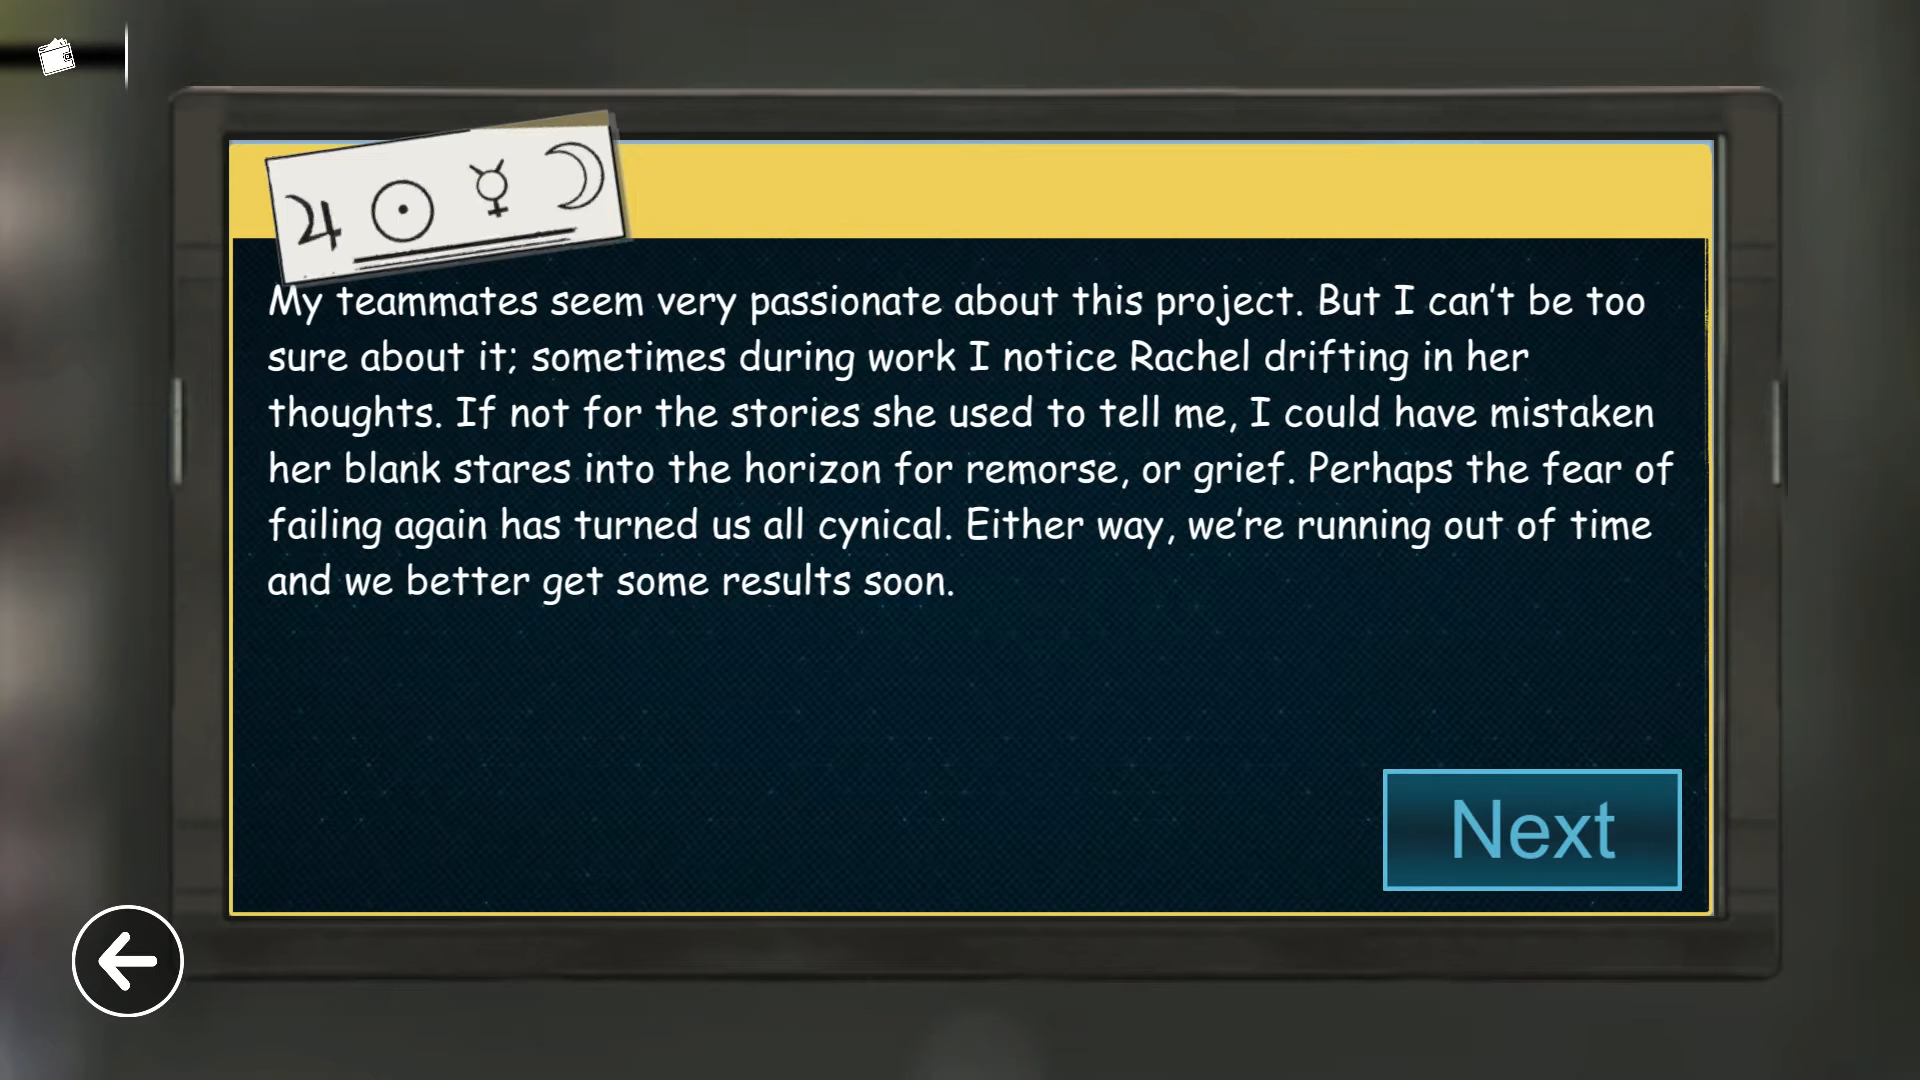 ♃ ☉ ☿ ☽
My teammates seem very passionate about this project. But I can't be too
sure about it; sometimes during work I notice Rachel drifting in her
thoughts. If not for the stories she used to tell me, I could have mistaken
her blank stares into the horizon for remorse, or grief. Perhaps the fear of
failing again has turned us all cynical. Either way, we're running out of time
and we better get some results soon.
Next